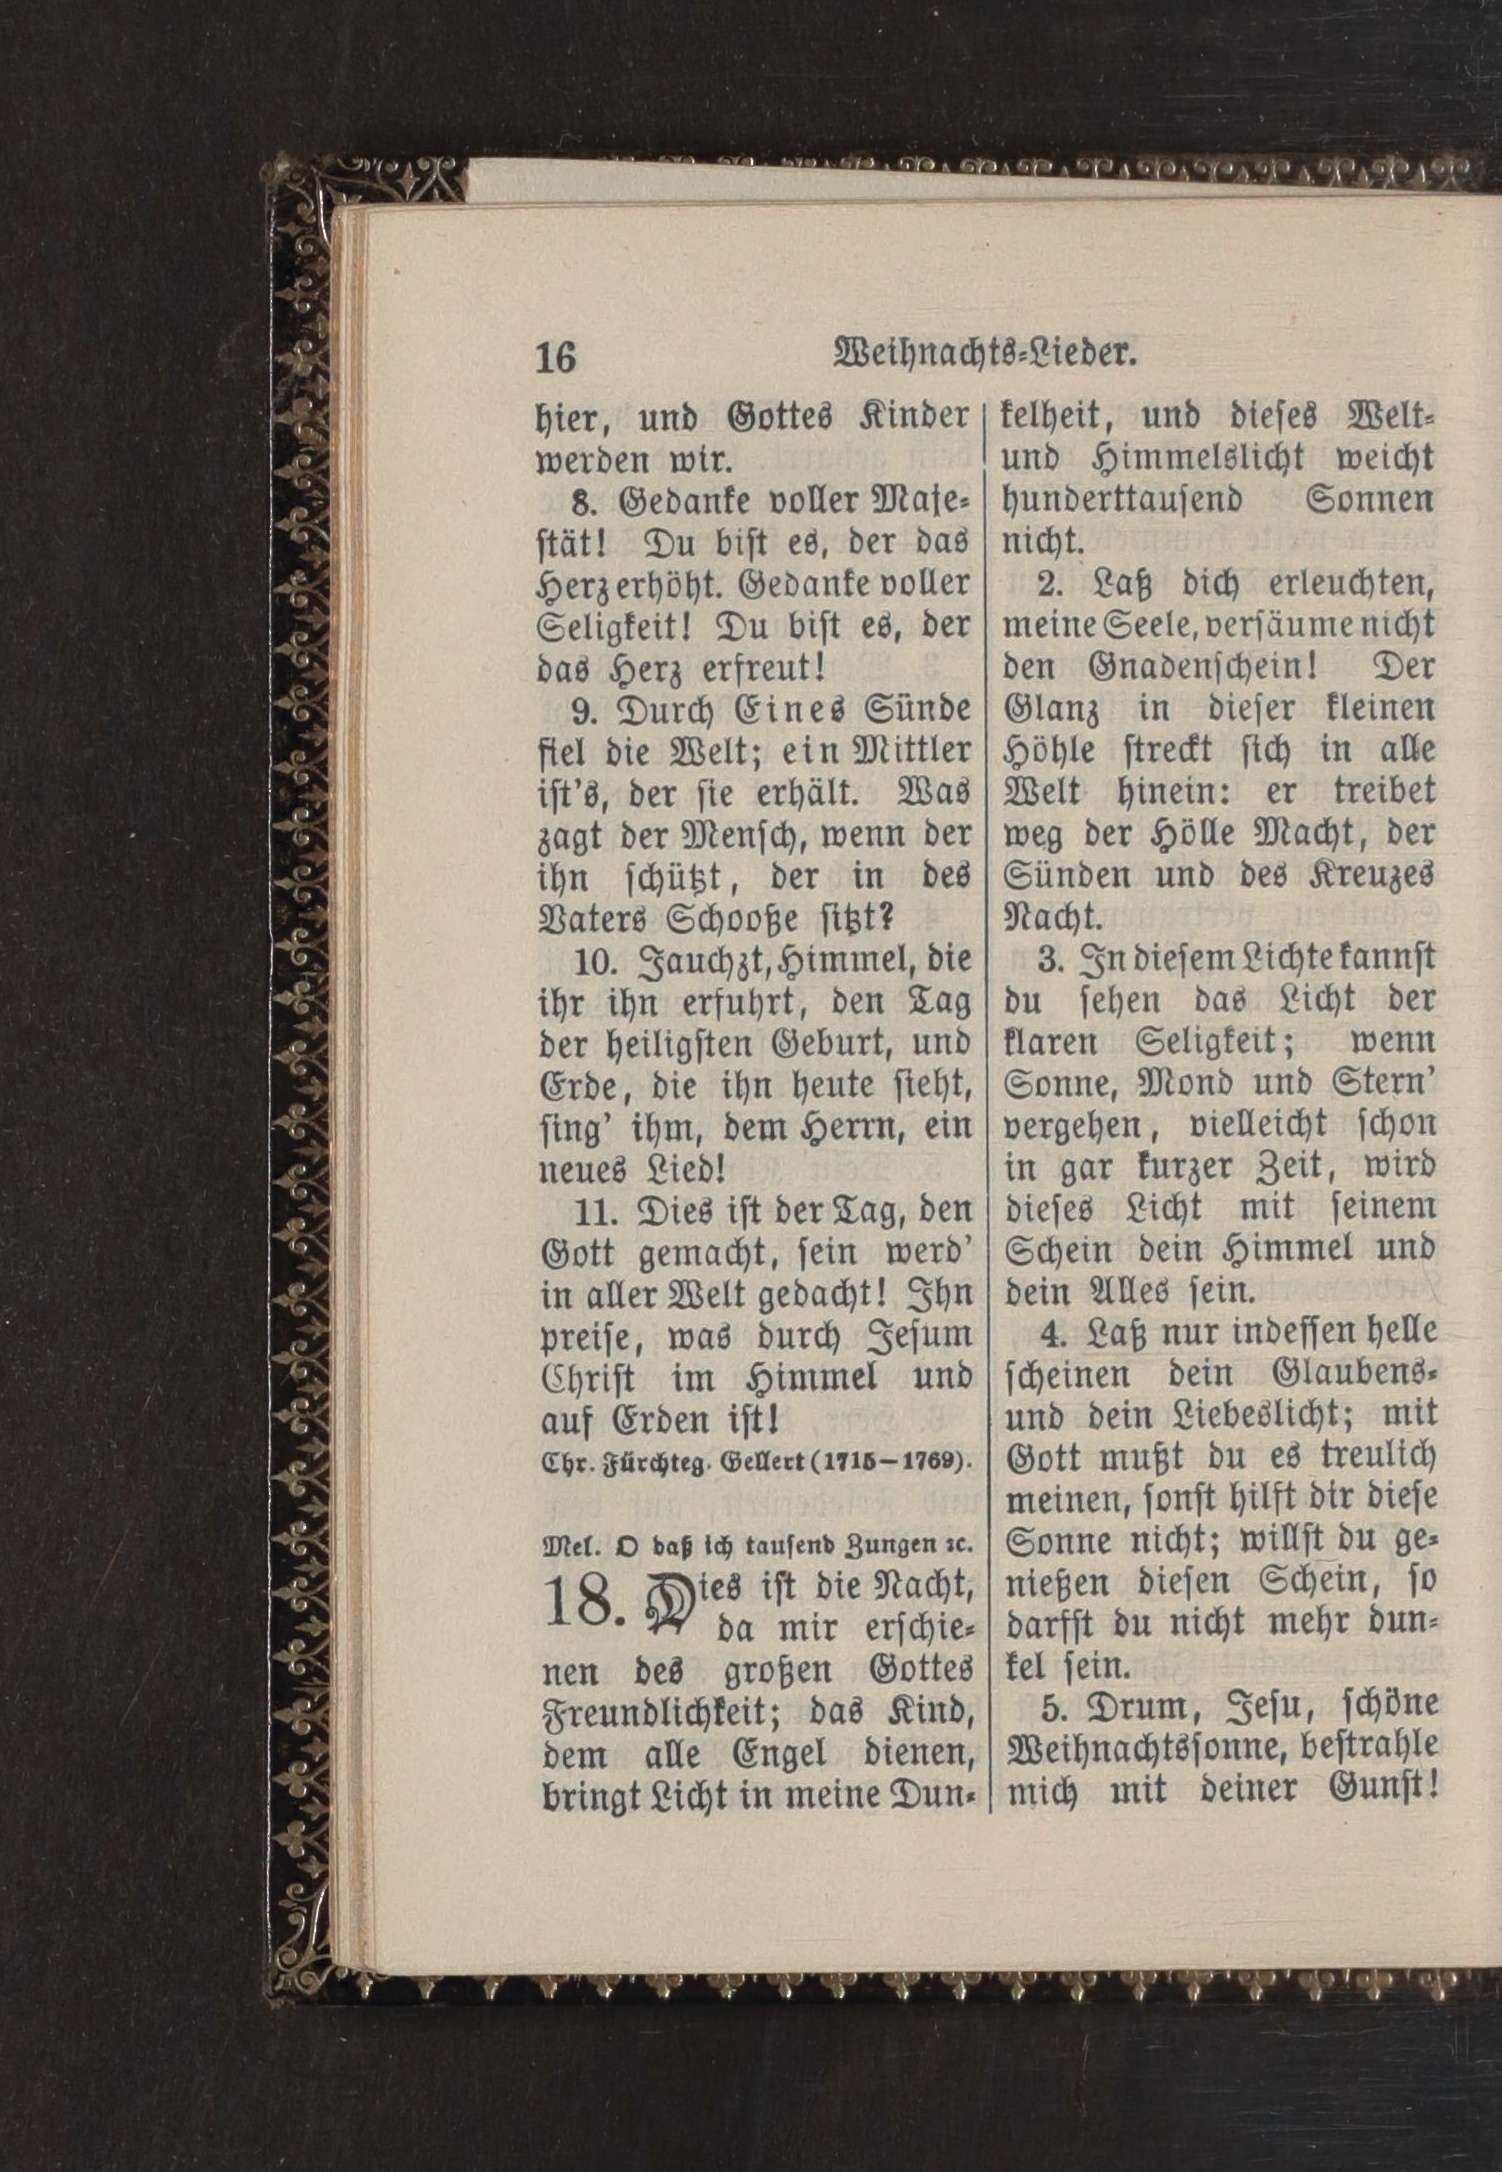 16
Weihnachts-Lieder.
hier, und Gottes Kinder
werden wir.
8. Gedanke voller Maje-
stät! Du bist es, der das
Herz erhöht. Gedanke voller
Seligkeit! Du bist es, der
das Herz erfreut!
9. Durch Eines Sünde
fiel die Welt; ein Mittler
ist's, der sie erhält. Was
zagt der Mensch, wenn der
ihn schützt, der in des
Vaters Schooße sitzt?
10. Jauchzt, Himmel, die
ihr ihn erfuhrt, den Tag
der heiligsten Geburt, und
Erde, die ihn heute sieht,
sing' ihm, dem Herrn, ein
neues Lied!
11. Dies ist der Tag, den
Gott gemacht, sein werd'
in aller Welt gedacht! Ihn
preise, was durch Jesum
Christ im Himmel und
auf Erden ist!
Chr. Fürchteg. Gellert (1715–1769).
Mel. O daß ich tausend Zungen ꝛc.
18. Dies ist die Nacht,
da mir erschie-
nen des großen Gottes
Freundlichkeit; das Kind,
dem alle Engel dienen,
bringt Licht in meine Dun-
kelheit, und dieses Welt-
und Himmelslicht weicht
hunderttausend Sonnen
nicht.
2. Laß dich erleuchten,
meine Seele, versäume nicht
den Gnadenschein! Der
Glanz in dieser kleinen
Höhle streckt sich in alle
Welt hinein: er treibet
weg der Hölle Macht, der
Sünden und des Kreuzes
Nacht.
3. In diesem Lichte kannst
du sehen das Licht der
klaren Seligkeit; wenn
Sonne, Mond und Stern'
vergehen, vielleicht schon
in gar kurzer Zeit, wird
dieses Licht mit seinem
Schein dein Himmel und
dein Alles sein.
4. Laß nur indessen helle
scheinen dein Glaubens-
und dein Liebeslicht; mit
Gott mußt du es treulich
meinen, sonst hilft dir diese
Sonne nicht; willst du ge-
nießen diesen Schein, so
darfst du nicht mehr dun-
kel sein.
5. Drum, Jesu, schöne
Weihnachtssonne, bestrahle
mich mit deiner Gunst!